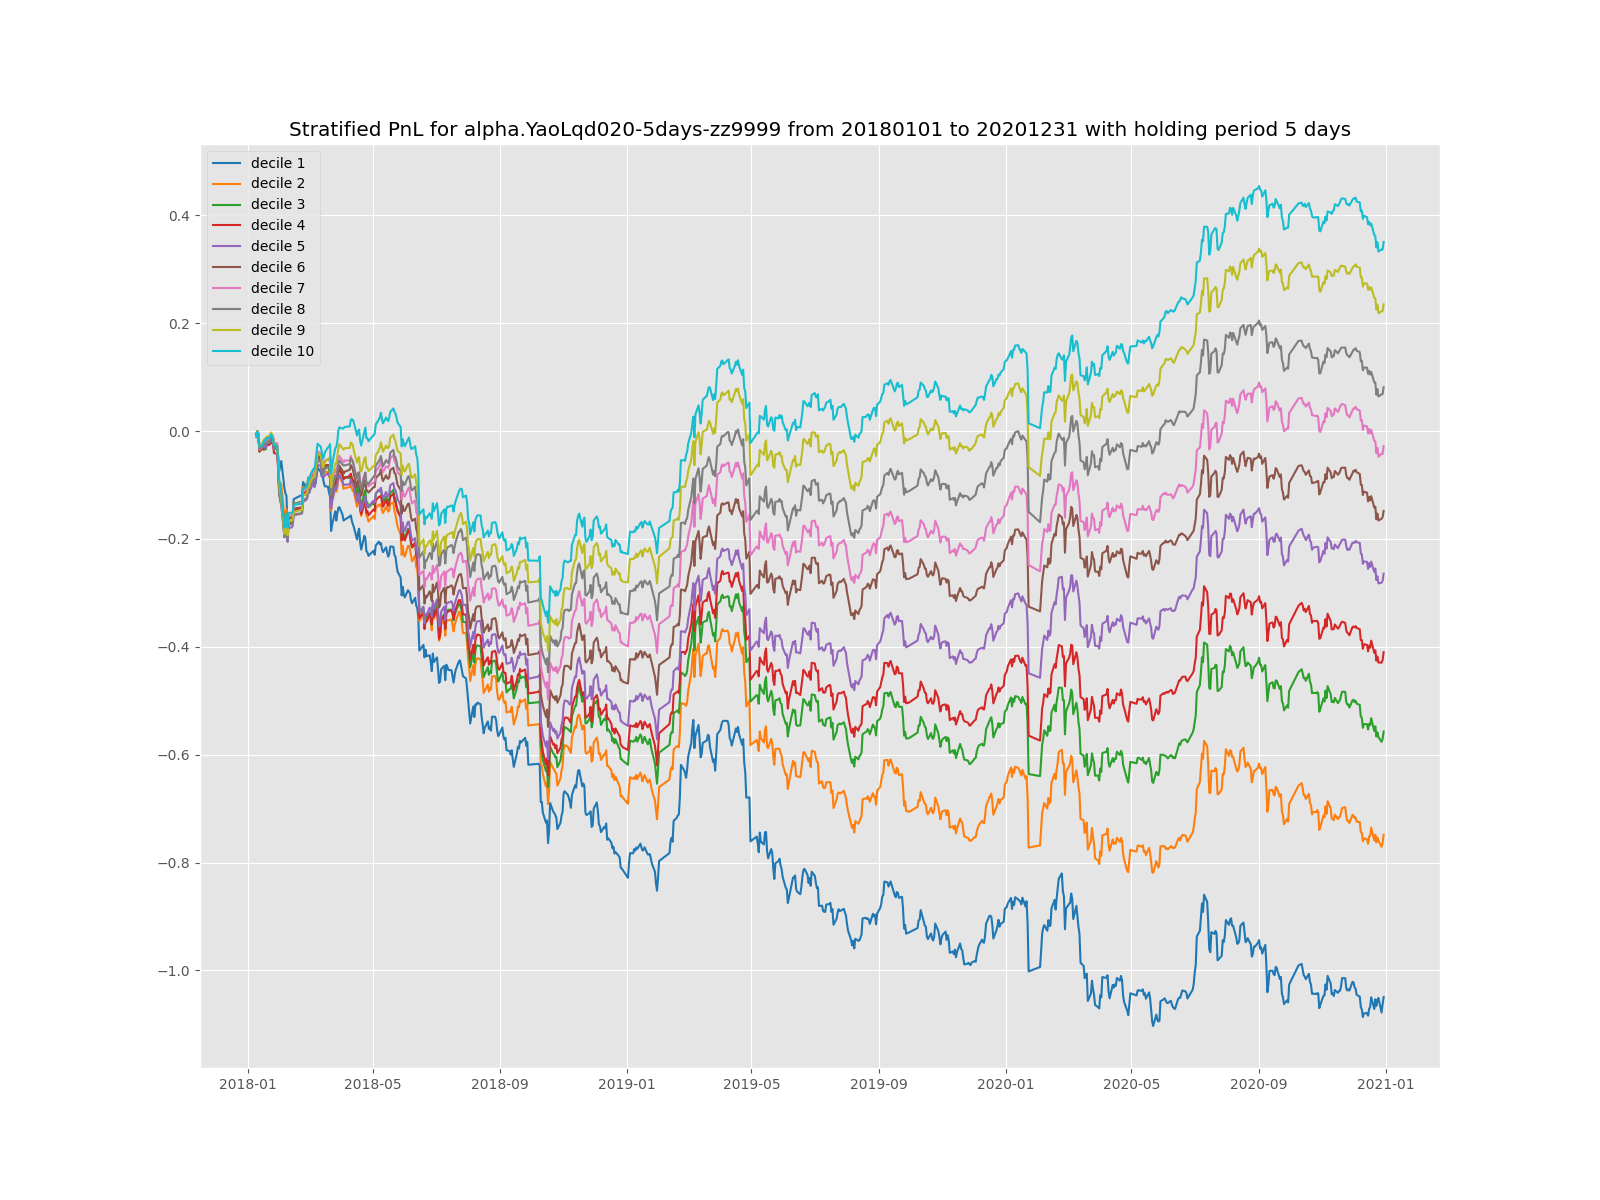 Stratified PnL for alpha.YaoLqd020-5days-zz9999 from 20180101 to 20201231 with holding period 5 days
decile 1
decile 2
decile 3
decile 4
decile 5
decile 6
decile 7
decile 8
decile 9
decile 10
0.4
0.2
0.0
−0.2
−0.4
−0.6
−0.8
−1.0
2018-01 2018-05 2018-09 2019-01 2019-05 2019-09 2020-01 2020-05 2020-09 2021-01